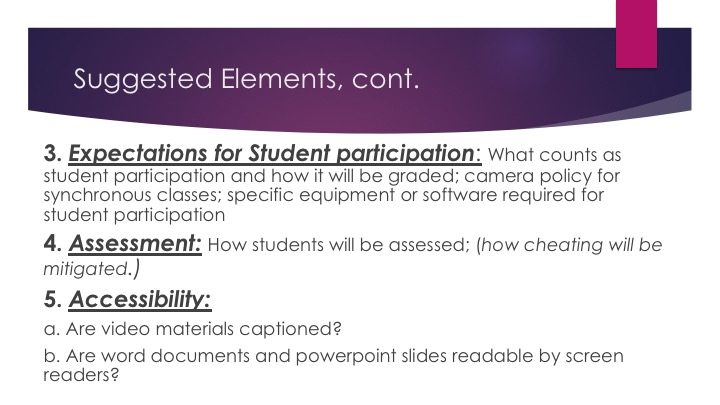 Suggested Elements, cont.
3. Expectations for Student participation: What counts as
student participation and how it will be graded; camera policy for
synchronous classes; specific equipment or software required for
student participation
4. Assessment: How students will be assessed; (how cheating will be
mitigated.)
5. Accessibility:
a. Are video materials captioned?
b. Are word documents and powerpoint slides readable by screen
readers?